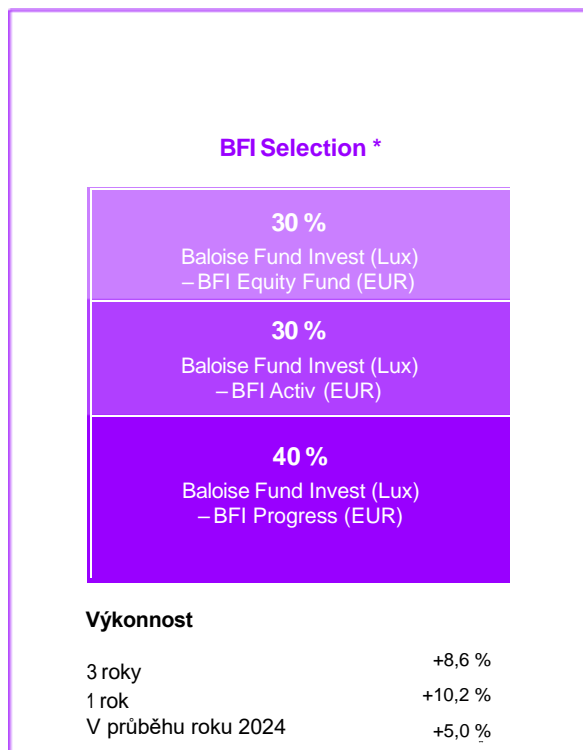 BFI Selection *
30 %
Baloise Fund Invest (Lux)
– BFI Equity Fund (EUR)
30 %
Baloise Fund Invest (Lux)
– BFI Activ (EUR)
40 %
Baloise Fund Invest (Lux)
– BFI Progress (EUR)
Výkonnost
3 roky +8,6 %
1 rok +10,2 %
V průběhu roku 2024 +5,0 %